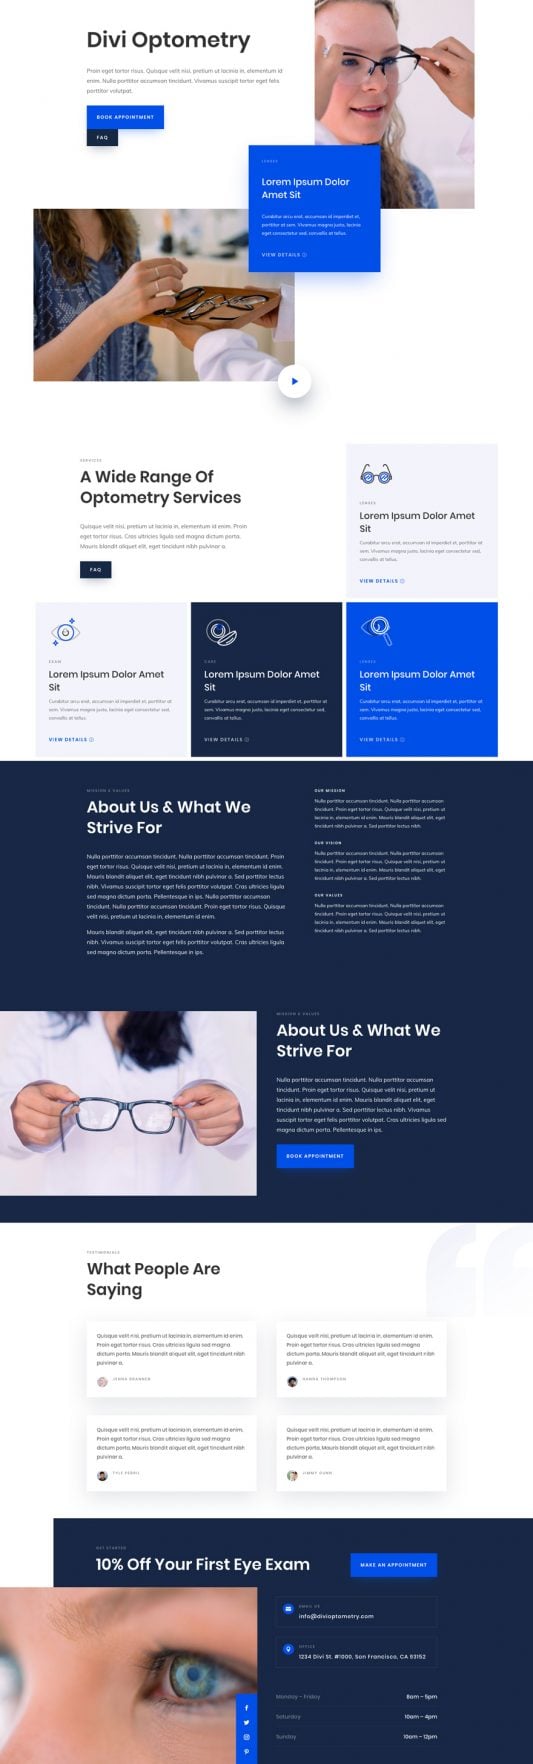 Divi Optometry
Proin eget tortor risus. Quisque velit nisi, pretium ut lacinia in, elementum id
enim. Nulla porttitor accumsan tincidunt. Vivamus suscipit tortor eget felis
porttitor volutpat.
BOOK APPOINTMENT
FAQ
LENSES
Lorem Ipsum Dolor
Amet Sit
Curabitur arcu erat, accumsan id imperdiet et,
porttitor at sem. Vivamus magna justo, lacinia
eget consectetur sed, convallis at tellus.
VIEW DETAILS
SERVICES
A Wide Range Of
Optometry Services
Quisque velit nisi, pretium ut lacinia in, elementum id enim. Proin
eget tortor risus. Cras ultricies ligula sed magna dictum porta.
Mauris blandit aliquet elit, eget tincidunt nibh pulvinar a.
FAQ
LENSES
Lorem Ipsum Dolor Amet
Sit
Curabitur arcu erat, accumsan id imperdiet et, porttitor at
sem. Vivamus magna justo, lacinia eget consectetur sed,
convallis at tellus.
VIEW DETAILS
EXAM
Lorem Ipsum Dolor Amet
Sit
Curabitur arcu erat, accumsan id imperdiet et, porttitor at
sem. Vivamus magna justo, lacinia eget consectetur sed,
convallis at tellus.
VIEW DETAILS
CARE
Lorem Ipsum Dolor Amet
Sit
Curabitur arcu erat, accumsan id imperdiet et, porttitor at
sem. Vivamus magna justo, lacinia eget consectetur sed,
convallis at tellus.
VIEW DETAILS
LENSES
Lorem Ipsum Dolor Amet
Sit
Curabitur arcu erat, accumsan id imperdiet et, porttitor at
sem. Vivamus magna justo, lacinia eget consectetur sed,
convallis at tellus.
VIEW DETAILS
MISSION & VALUES
About Us & What We
Strive For
Nulla porttitor accumsan tincidunt. Nulla porttitor accumsan tincidunt. Proin
eget tortor risus. Quisque velit nisi, pretium ut lacinia in, elementum id enim.
Mauris blandit aliquet elit, eget tincidunt nibh pulvinar a. Sed porttitor lectus
nibh. Vivamus suscipit tortor eget felis porttitor volutpat. Cras ultricies ligula
sed magna dictum porta. Pellentesque in ipsum. Nulla porttitor accumsan
tincidunt. Nulla porttitor accumsan tincidunt. Proin eget tortor risus. Quisque
velit nisi, pretium ut lacinia in, elementum id enim.
Mauris blandit aliquet elit, eget tincidunt nibh pulvinar a. Sed porttitor lectus
nibh. Vivamus suscipit tortor eget felis porttitor volutpat. Cras ultricies ligula
sed magna dictum porta. Pellentesque in ips.
OUR MISSION
Nulla porttitor accumsan tincidunt. Nulla porttitor accumsan
tincidunt. Proin eget tortor risus. Quisque velit nisi, pretium ut
lacinia in, elementum id enim. Mauris blandit aliquet elit, eget
tincidunt nibh pulvinar a. Sed porttitor lectus nibh.
OUR VISION
Nulla porttitor accumsan tincidunt. Nulla porttitor accumsan
tincidunt. Proin eget tortor risus. Quisque velit nisi, pretium ut
lacinia in, elementum id enim. Mauris blandit aliquet elit, eget
tincidunt nibh.
OUR VALUES
Nulla porttitor accumsan tincidunt. Nulla porttitor accumsan
tincidunt. Proin eget tortor risus. Quisque velit nisi, pretium ut
lacinia in, elementum id enim. Mauris blandit aliquet elit, eget
tincidunt nibh pulvinar a. Sed porttitor lectus nibh.
MISSION & VALUES
About Us & What We
Strive For
Nulla porttitor accumsan tincidunt. Nulla porttitor accumsan
tincidunt. Proin eget tortor risus. Quisque velit nisi, pretium ut
lacinia in, elementum id enim. Mauris blandit aliquet elit, eget
tincidunt nibh pulvinar a. Sed porttitor lectus nibh. Vivamus
suscipit tortor eget felis porttitor volutpat. Cras ultricies ligula sed
magna dictum porta. Pellentesque in ips.
BOOK APPOINTMENT
TESTIMONIALS
What People Are
Saying
Quisque velit nisi, pretium ut lacinia in, elementum id enim.
Proin eget tortor risus. Cras ultricies ligula sed magna
dictum porta. Mauris blandit aliquet elit, eget tincidunt nibh
pulvinar a.
JENNA BRANNER
Quisque velit nisi, pretium ut lacinia in, elementum id enim.
Proin eget tortor risus. Cras ultricies ligula sed magna
dictum porta. Mauris blandit aliquet elit, eget tincidunt nibh
pulvinar a.
SANNA THOMPSON
Quisque velit nisi, pretium ut lacinia in, elementum id enim.
Proin eget tortor risus. Cras ultricies ligula sed magna
dictum porta. Mauris blandit aliquet elit, eget tincidunt nibh
pulvinar a.
TYLE
Quisque velit nisi, pretium ut lacinia in, elementum id enim.
Proin eget tortor risus. Cras ultricies ligula sed magna
dictum porta. Mauris blandit aliquet elit, eget tincidunt nibh
pulvinar a.
JIMMY GUNN
GET STARTED
10% Off Your First Eye Exam
MAKE AN APPOINTMENT
EMAIL US
info@divioptometry.com
OFFICE
1234 Divi St. #1000, San Francisco, CA 93152
Monday - Friday 8am – 5pm
Saturday 10am – 4pm
Sunday 10am – 12pm